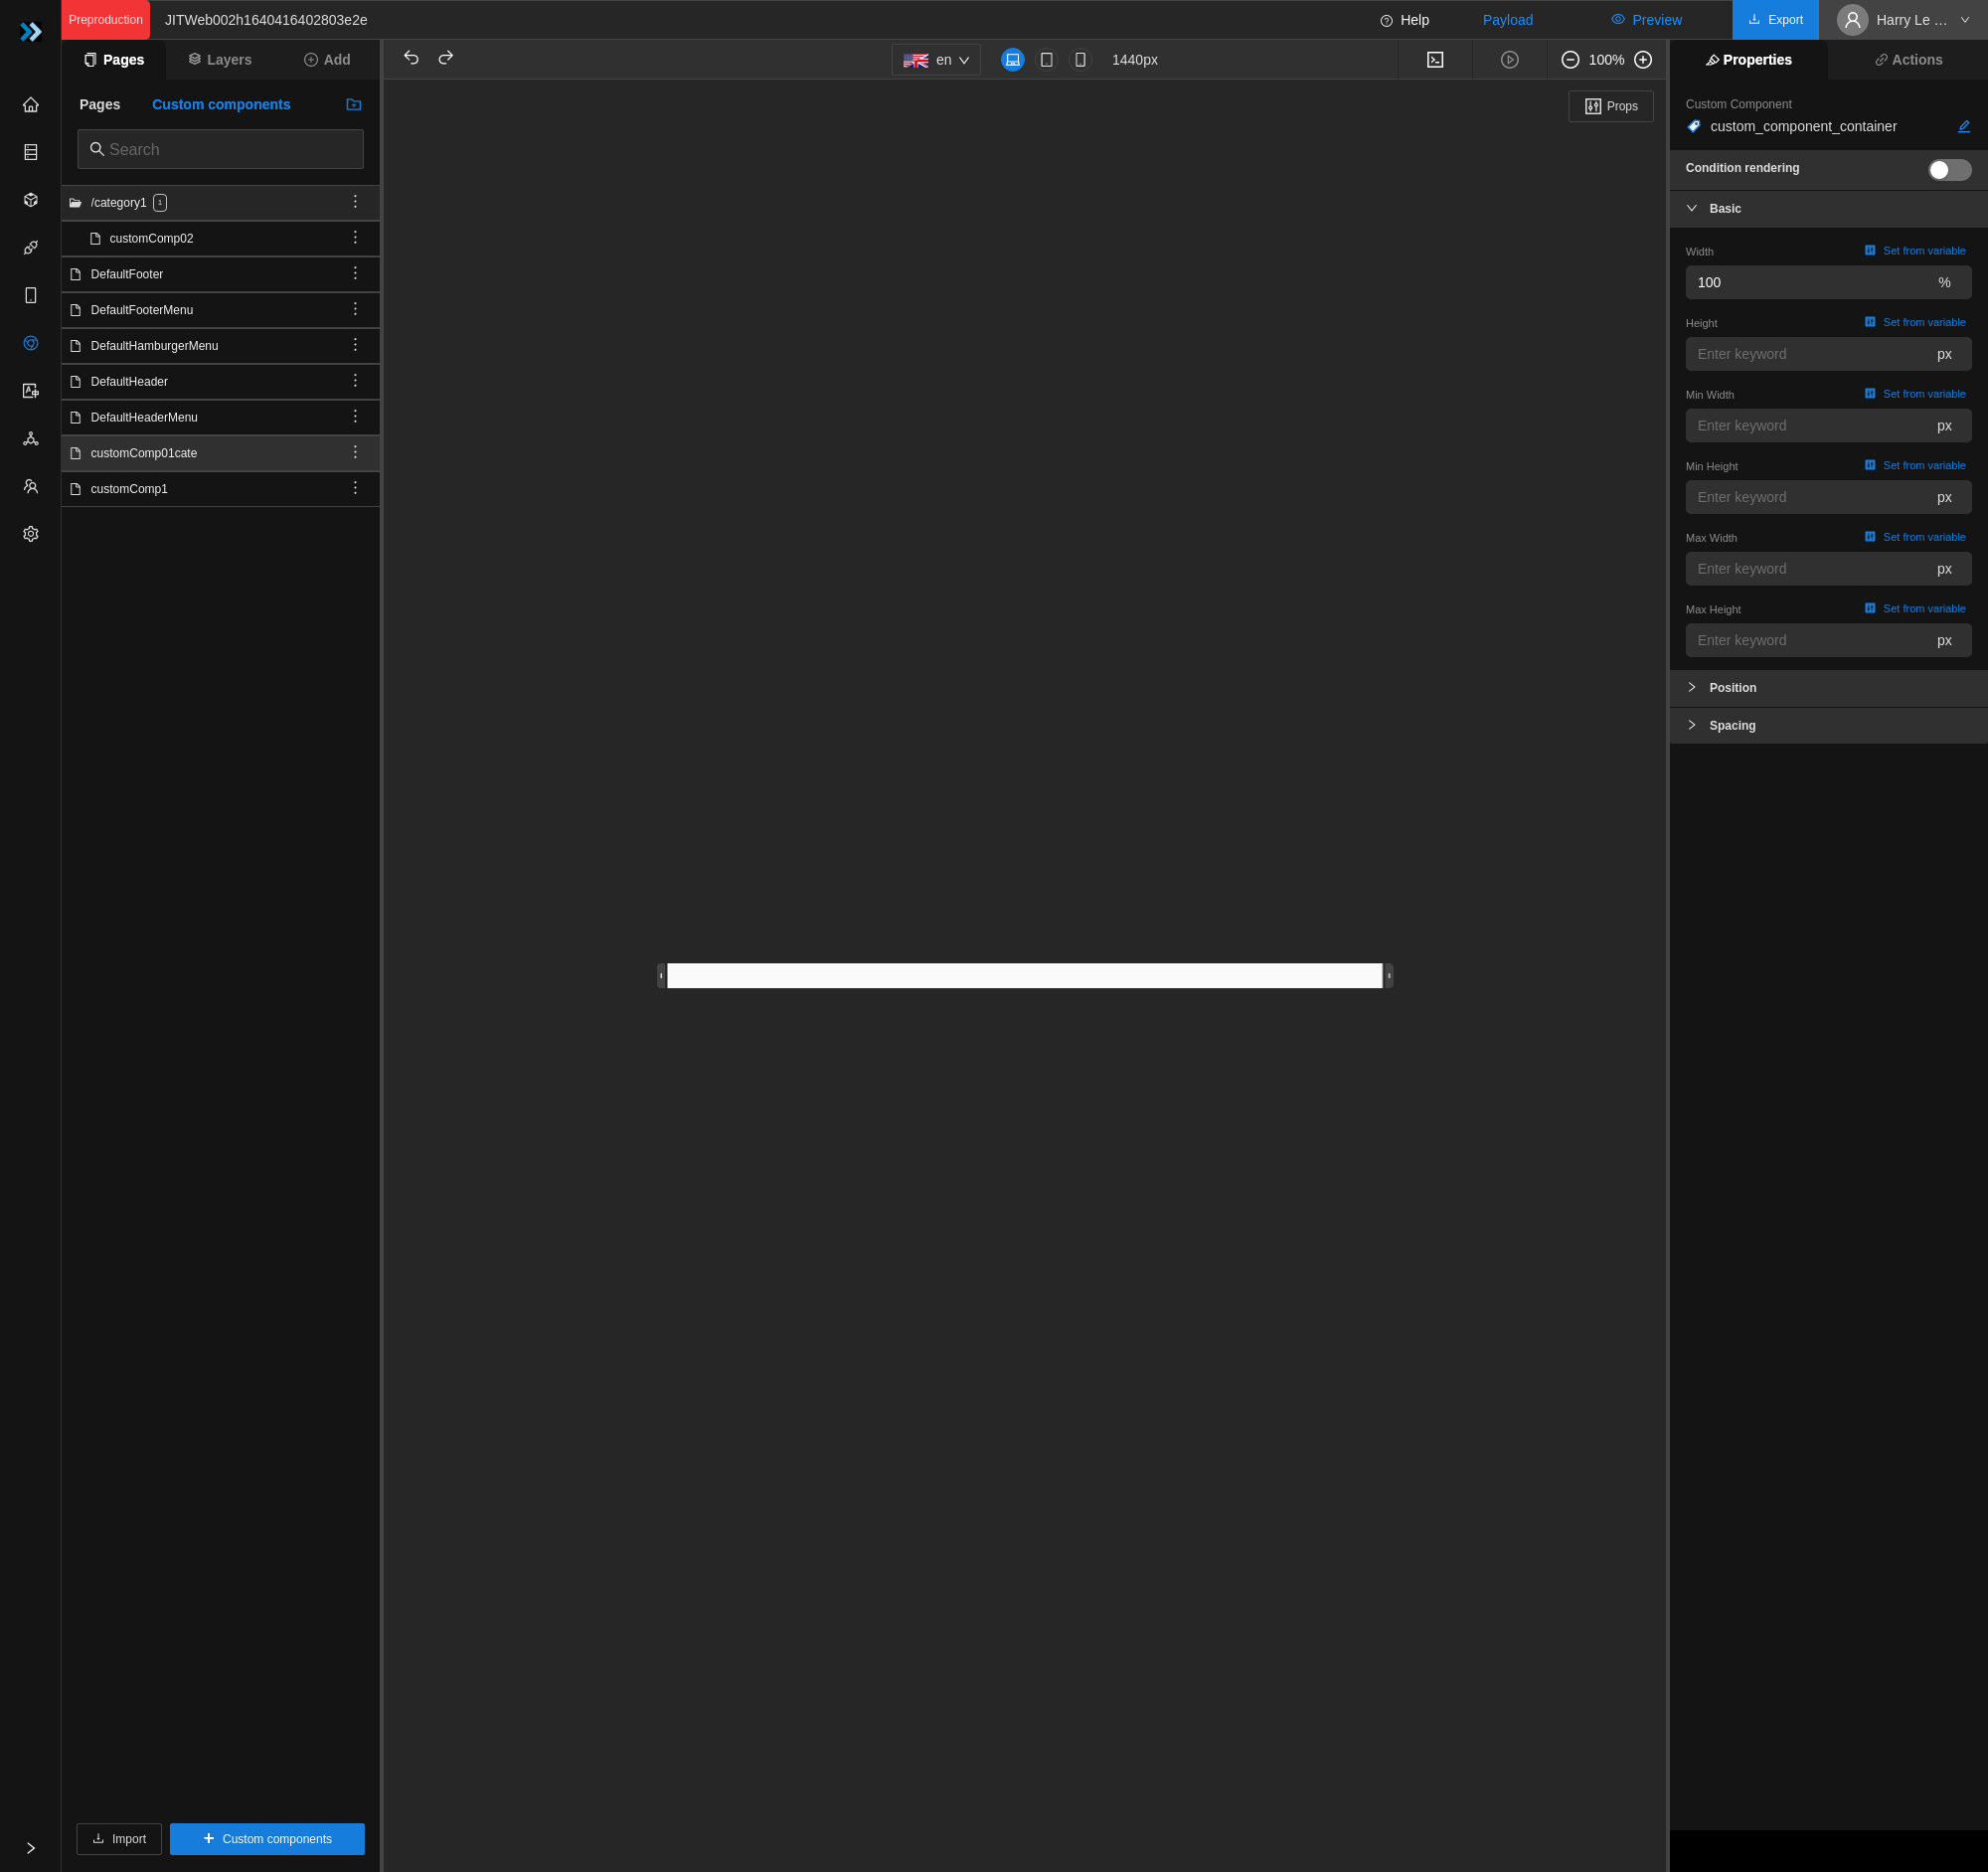 Preproduction
JITWeb002h1640416402803e2e
Help
Payload
Preview
Export
Harry Le ...
Pages
Layers
Add
en
1440px
100%
Properties
Actions
Pages
Custom components
Search
/category1 1
customComp02
DefaultFooter
DefaultFooterMenu
DefaultHamburgerMenu
DefaultHeader
DefaultHeaderMenu
customComp01cate
customComp1
Import
Custom components
Props
Custom Component
custom_component_container
Condition rendering
Basic
Width Set from variable
100 %
Height Set from variable
Enter keyword px
Min Width Set from variable
Enter keyword px
Min Height Set from variable
Enter keyword px
Max Width Set from variable
Enter keyword px
Max Height Set from variable
Enter keyword px
Position
Spacing